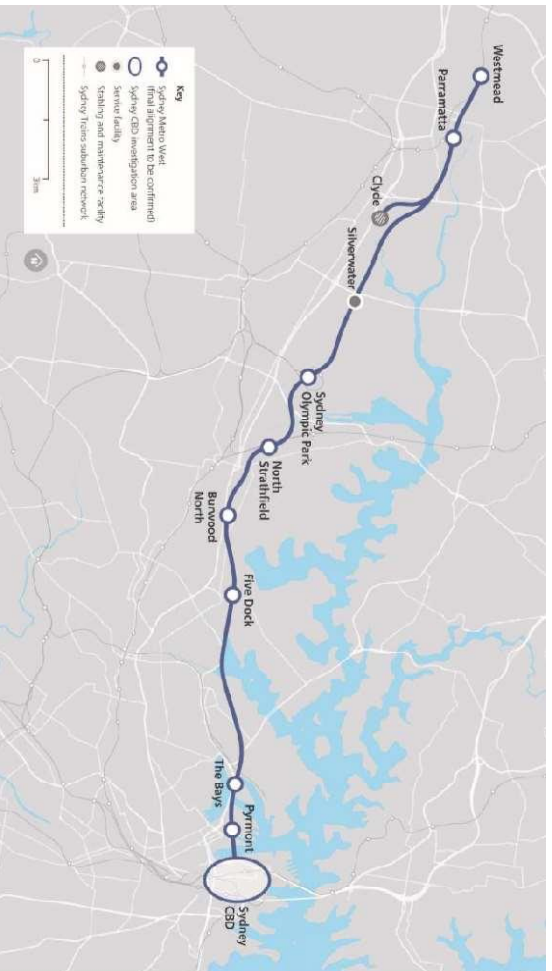 Westmead
Parramatta
Clyde
Silverwater
Sydney
Olympic Park
North
Strathfield
Burwood
North
Five Dock
The Bays
Pyrmont
Sydney
CBD
Key
Sydney Metro West
(final alignment to be confirmed)
Sydney CBD investigation area
Service facility
Stabling and maintenance facility
Sydney Trains suburban network
0